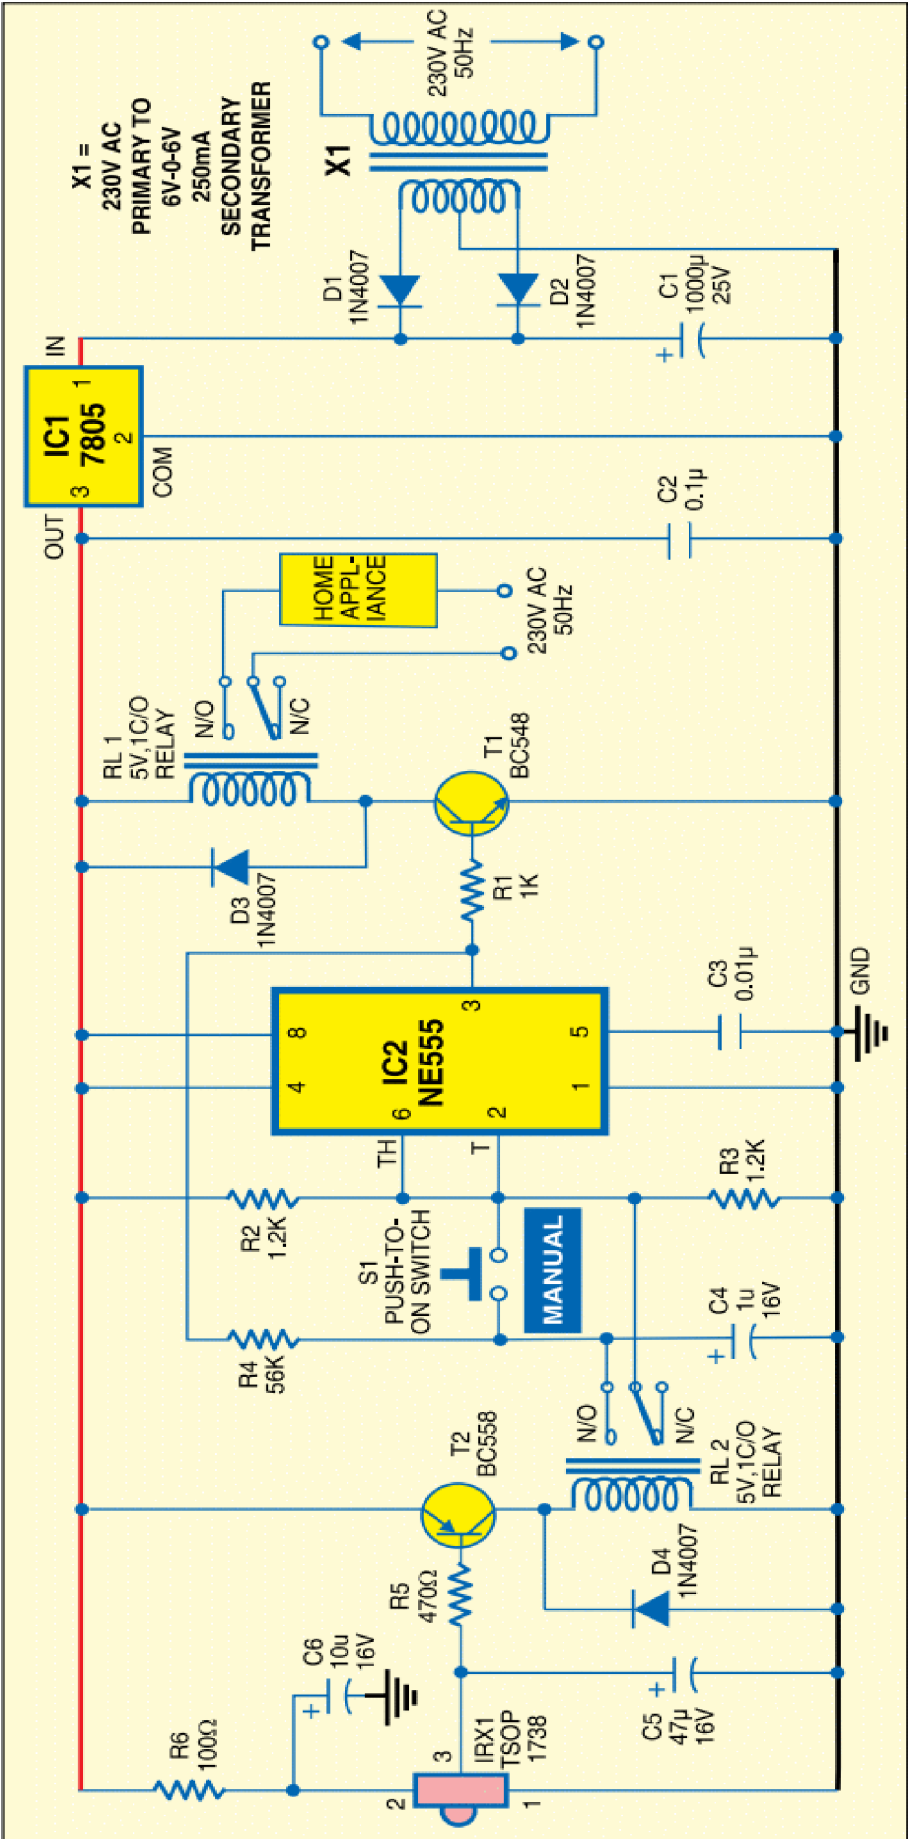 R6
100Ω
C6
10u
16V
2
3
1
IRX1
TSOP
1738
R5
470Ω
C5
47µ
16V
T2
BC558
D4
1N4007
N/O
N/C
RL 2
5V,1C/O
RELAY
R4
56K
R2
1.2K
S1
PUSH-TO-
ON SWITCH
MANUAL
C4
1u
16V
R3
1.2K
TH
T
6
2
4
8
IC2
NE555
1
5
3
C3
0.01µ
GND
D3
1N4007
R1
1K
RL 1
5V,1C/O
RELAY
N/O
N/C
T1
BC548
HOME
APPL-
IANCE
230V AC
50Hz
OUT
3
IC1
7805
2
1
COM
IN
C2
0.1µ
D1
1N4007
D2
1N4007
C1
1000µ
25V
X1 =
230V AC
PRIMARY TO
6V-0-6V
250mA
SECONDARY
TRANSFORMER
X1
230V AC
50Hz